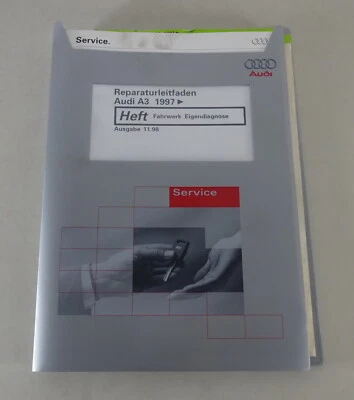 Service.
Audi
Reparaturleitfaden
Audi A3 1997 ►
Heft Fahrwerk Eigendiagnose
Ausgabe 11.98
Service